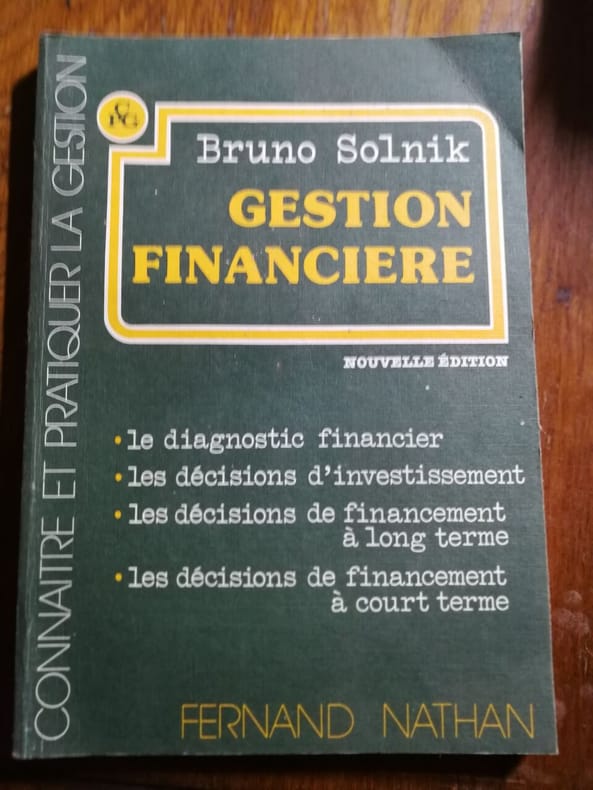 CONNAITRE ET PRATIQUER LA GESTION
CPG
Bruno Solnik
GESTION
FINANCIERE
NOUVELLE ÉDITION
• le diagnostic financier
• les décisions d'investissement
• les décisions de financement
à long terme
• les décisions de financement
à court terme
FERNAND NATHAN